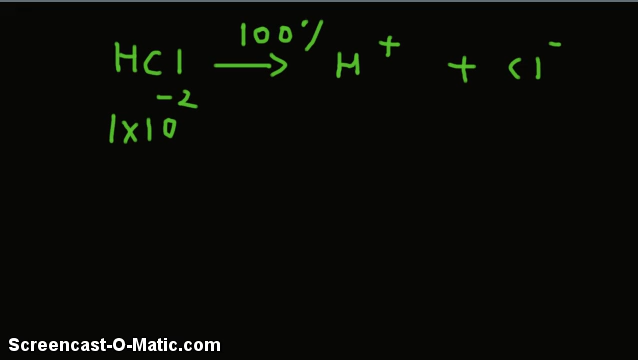 HCl ⟶ 100% H⁺ + Cl⁻
1x10⁻²
Screencast-O-Matic.com